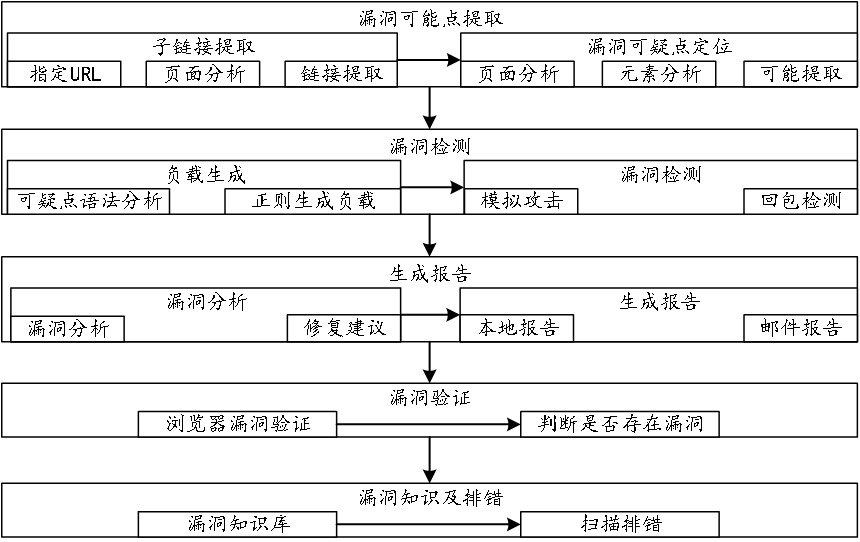 漏洞可能点提取
子链接提取
漏洞可疑点定位
指定URL
页面分析
链接提取
页面分析
元素分析
可能提取
漏洞检测
负载生成
漏洞检测
可疑点语法分析
正则生成负载
模拟攻击
回包检测
生成报告
漏洞分析
生成报告
漏洞分析
修复建议
本地报告
邮件报告
漏洞验证
浏览器漏洞验证
判断是否存在漏洞
漏洞知识及排错
漏洞知识库
扫描排错